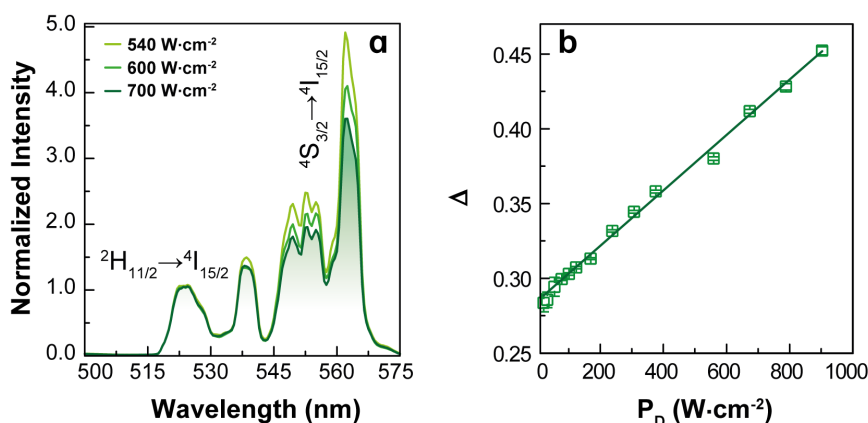 a
540 W·cm⁻²
600 W·cm⁻²
700 W·cm⁻²
⁴S₃/₂→⁴I₁₅/₂
²H₁₁/₂→⁴I₁₅/₂
Normalized Intensity
5.0
4.0
3.0
2.0
1.0
0.0
500 515 530 545 560 575
Wavelength (nm)
b
Δ
0.45
0.40
0.35
0.30
0.25
0 200 400 600 800 1000
P_D (W·cm⁻²)